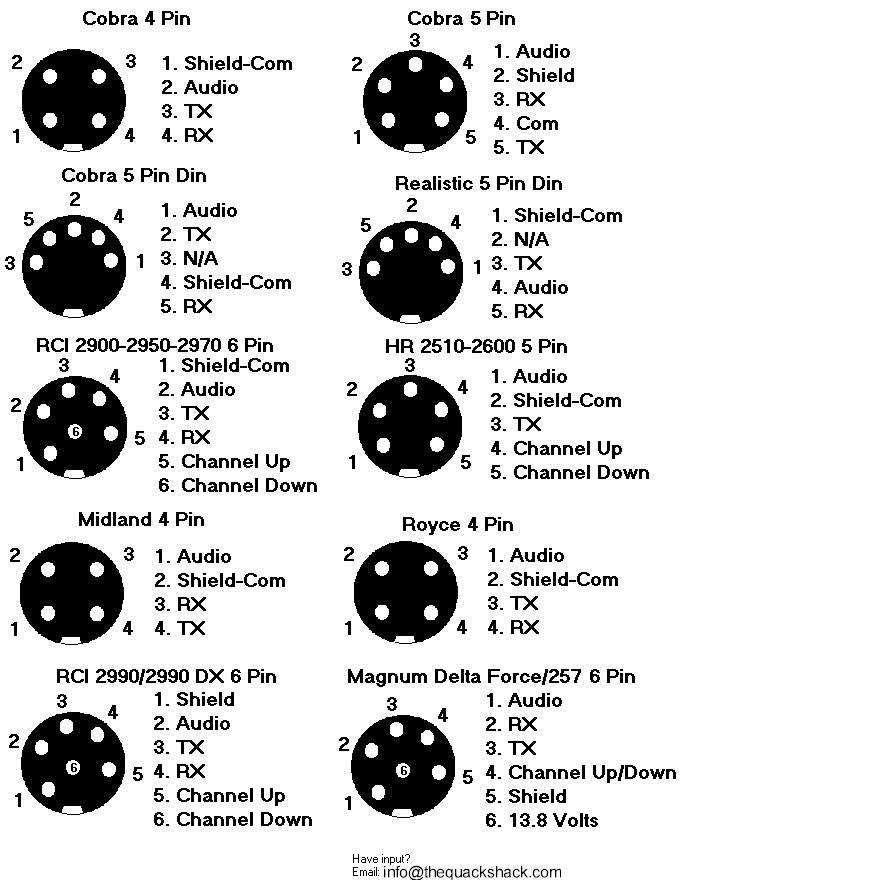 Cobra 4 Pin
2
3
1
4
1. Shield-Com
2. Audio
3. TX
4. RX
Cobra 5 Pin
3
2
4
1
5
1. Audio
2. Shield
3. RX
4. Com
5. TX
Cobra 5 Pin Din
2
5
4
3
1
1. Audio
2. TX
3. N/A
4. Shield-Com
5. RX
Realistic 5 Pin Din
2
5
4
3
1
1. Shield-Com
2. N/A
3. TX
4. Audio
5. RX
RCI 2900-2950-2970 6 Pin
3
4
2
6
5
1
1. Shield-Com
2. Audio
3. TX
4. RX
5. Channel Up
6. Channel Down
HR 2510-2600 5 Pin
3
2
4
1
5
1. Audio
2. Shield-Com
3. TX
4. Channel Up
5. Channel Down
Midland 4 Pin
2
3
1
4
1. Audio
2. Shield-Com
3. RX
4. TX
Royce 4 Pin
2
3
1
4
1. Audio
2. Shield-Com
3. TX
4. RX
RCI 2990/2990 DX 6 Pin
3
4
2
6
5
1
1. Shield
2. Audio
3. TX
4. RX
5. Channel Up
6. Channel Down
Magnum Delta Force/257 6 Pin
3
4
2
6
5
1
1. Audio
2. RX
3. TX
4. Channel Up/Down
5. Shield
6. 13.8 Volts
Have input?
Email: info@thequackshack.com